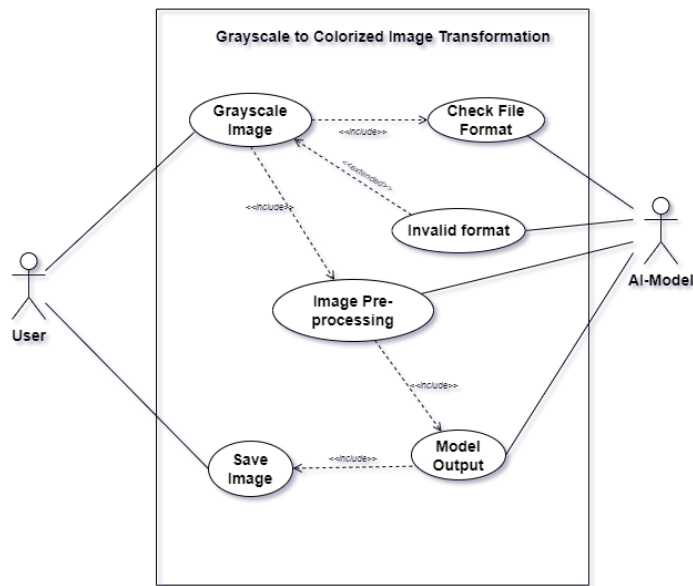 Grayscale to Colorized Image Transformation
Grayscale
Image
<<include>>
Check File
Format
<<extended>>
<<include>>
Invalid format
AI-Model
User
Image Pre-
processing
<<include>>
Save
Image
<<include>>
Model
Output